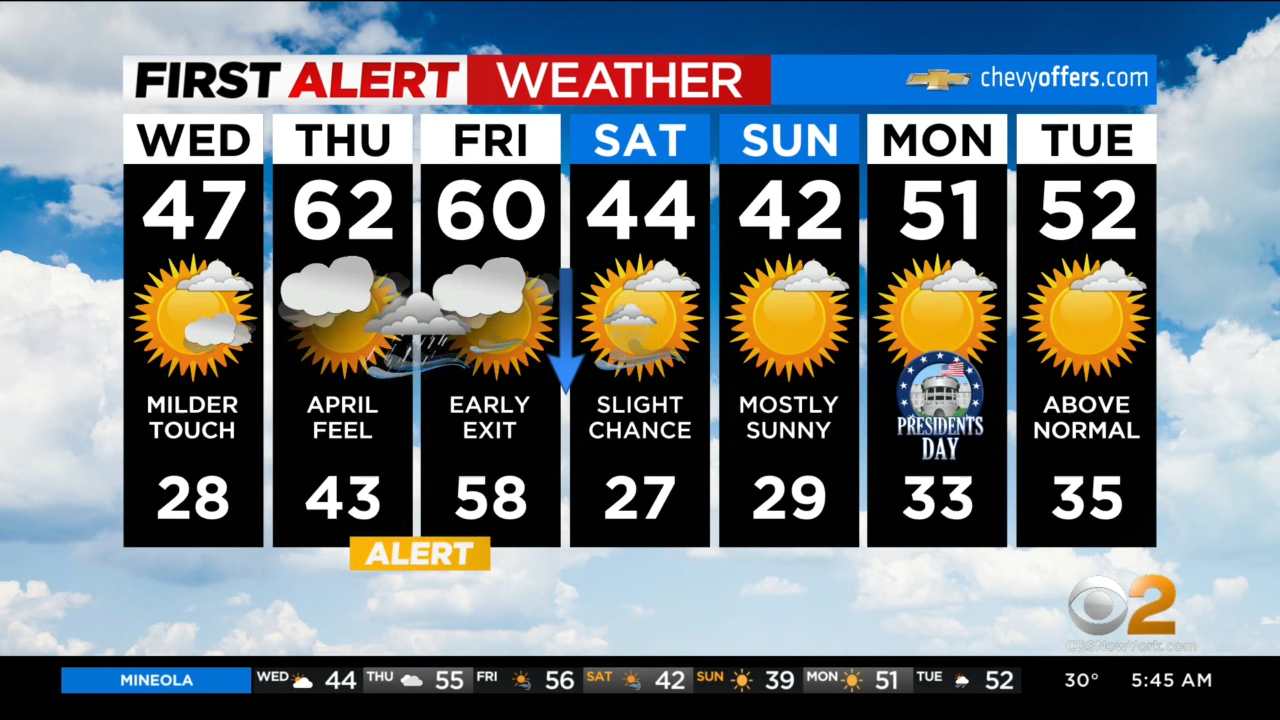 FIRST ALERT WEATHER
chevyoffers.com
WED THU FRI SAT SUN MON TUE
47 62 60 44 42 51 52
MILDER TOUCH
APRIL FEEL
EARLY EXIT
SLIGHT CHANCE
MOSTLY SUNNY
PRESIDENTS DAY
ABOVE NORMAL
28 43 58 27 29 33 35
ALERT
2
CBSNewYork.com
MINEOLA WED 44 THU 55 FRI 56 SAT 42 SUN 39 MON 51 TUE 52 30° 5:45 AM